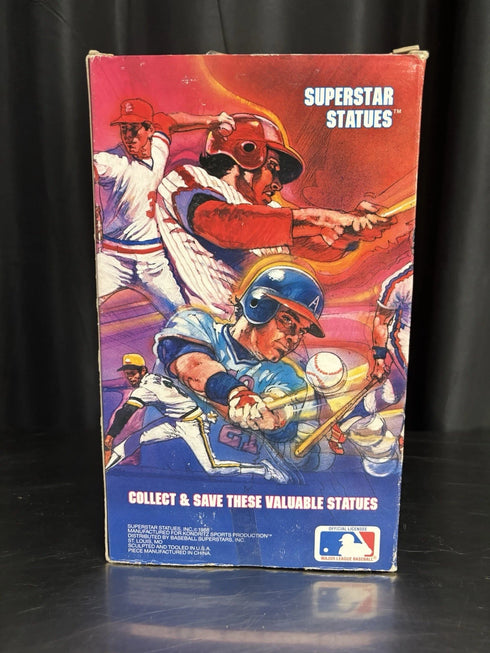 SUPERSTAR
STATUES™
3
A
COLLECT & SAVE THESE VALUABLE STATUES
SUPERSTAR STATUES, INC. © 1988
MANUFACTURED FOR KONDRITZ SPORTS PRODUCTION™
DISTRIBUTED BY BASEBALL SUPERSTARS, INC.
ST. LOUIS, MO
SCULPTED AND TOOLED IN U.S.A.
PIECE MANUFACTURED IN CHINA.
OFFICIAL LICENSEE
MAJOR LEAGUE BASEBALL